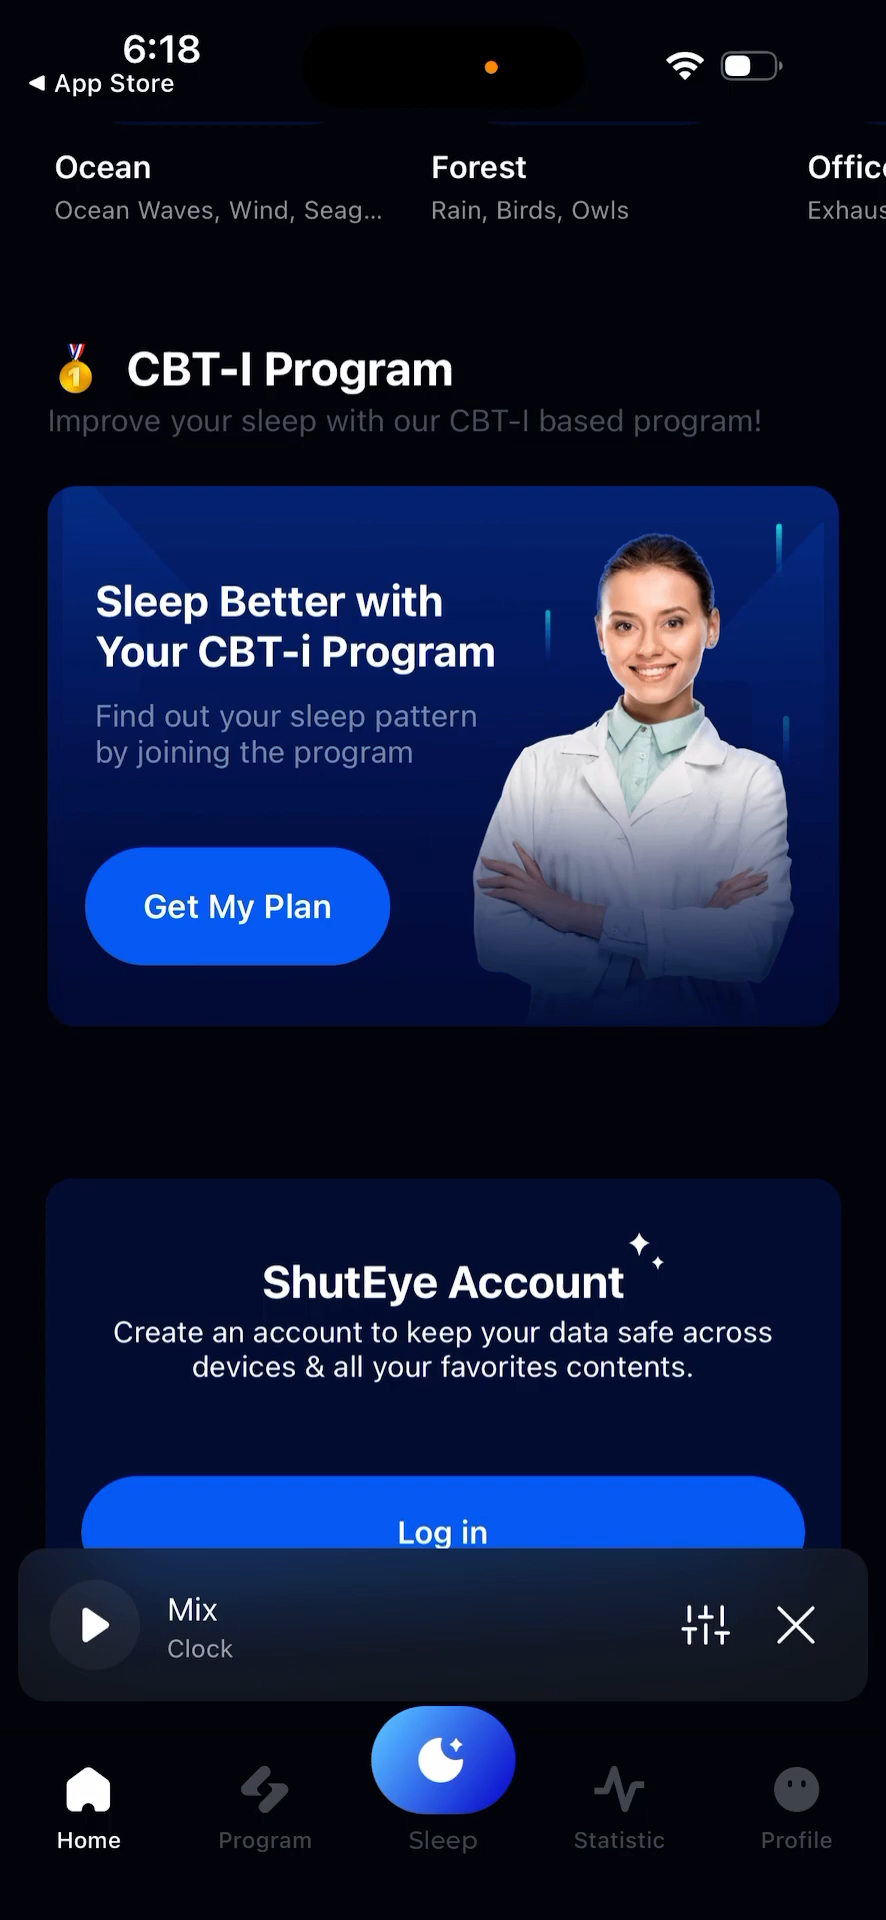 6:18
◀ App Store
Ocean
Forest
Ocean Waves, Wind, Seag...
Rain, Birds, Owls
CBT-I Program
Improve your sleep with our CBT-I based program!
Sleep Better with
Your CBT-i Program
Find out your sleep pattern
by joining the program
Get My Plan
ShutEye Account
Create an account to keep your data safe across
devices & all your favorites contents.
Log in
Mix
Clock
Home
Program
Sleep
Statistic
Profile